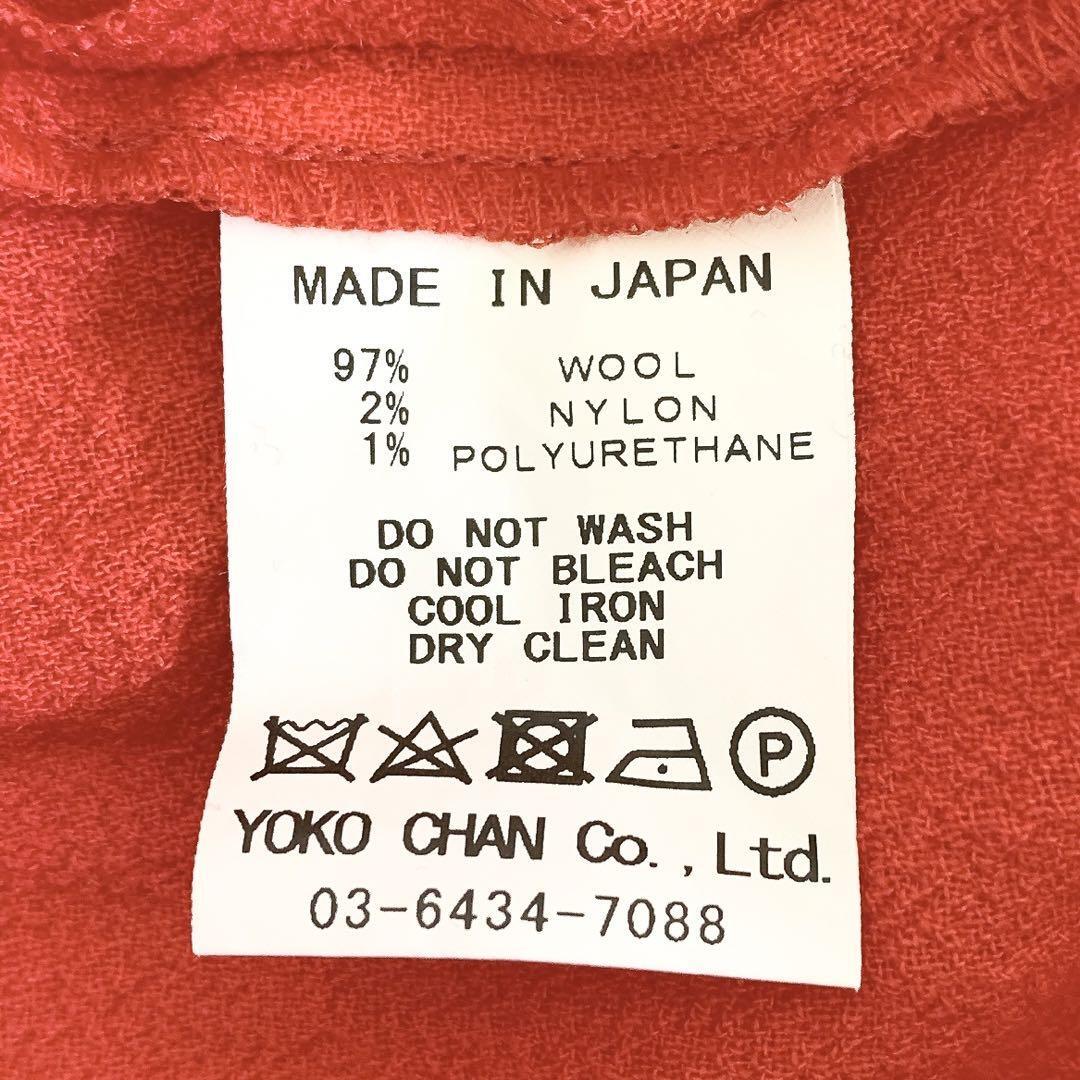 MADE IN JAPAN
97% WOOL
2% NYLON
1% POLYURETHANE
DO NOT WASH
DO NOT BLEACH
COOL IRON
DRY CLEAN
P
YOKO CHAN Co.,Ltd.
03-6434-7088